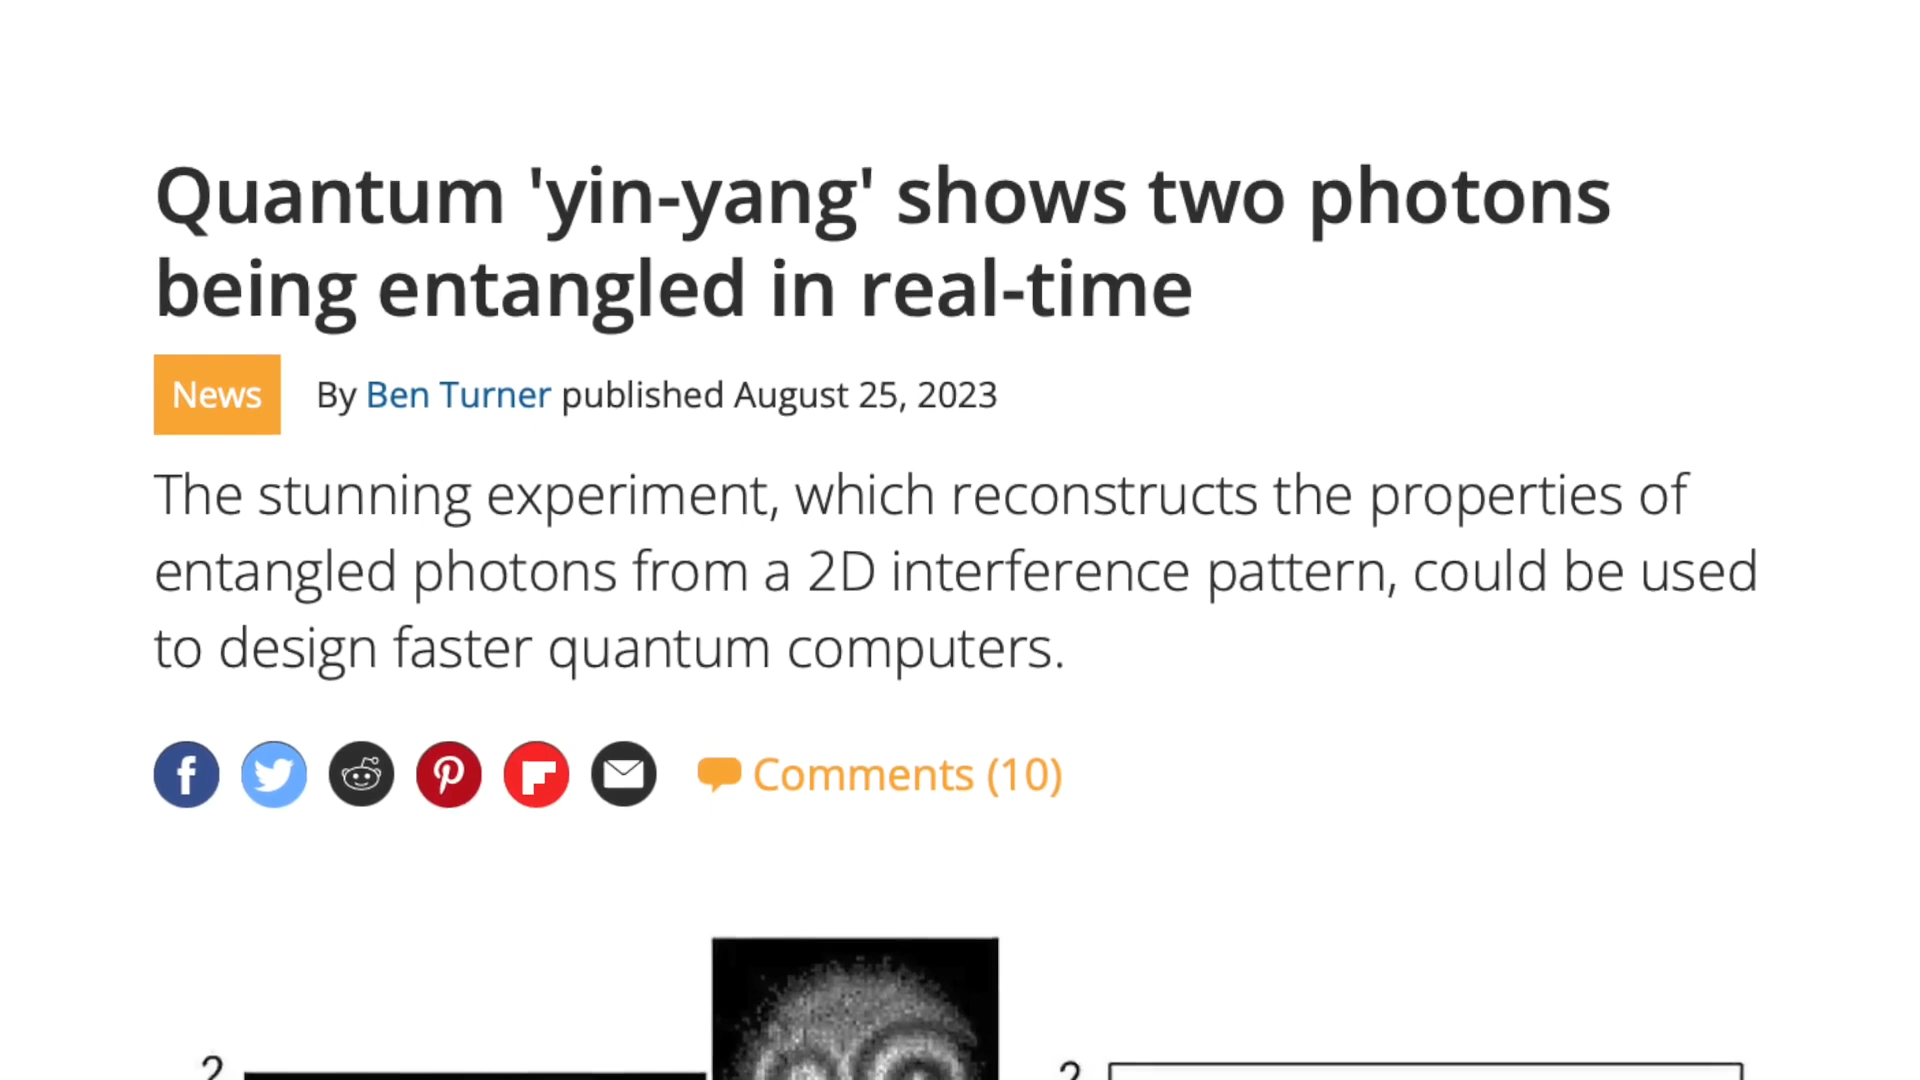 Quantum 'yin-yang' shows two photons
being entangled in real-time
News By Ben Turner published August 25, 2023
The stunning experiment, which reconstructs the properties of
entangled photons from a 2D interference pattern, could be used
to design faster quantum computers.
Comments (10)
2 2